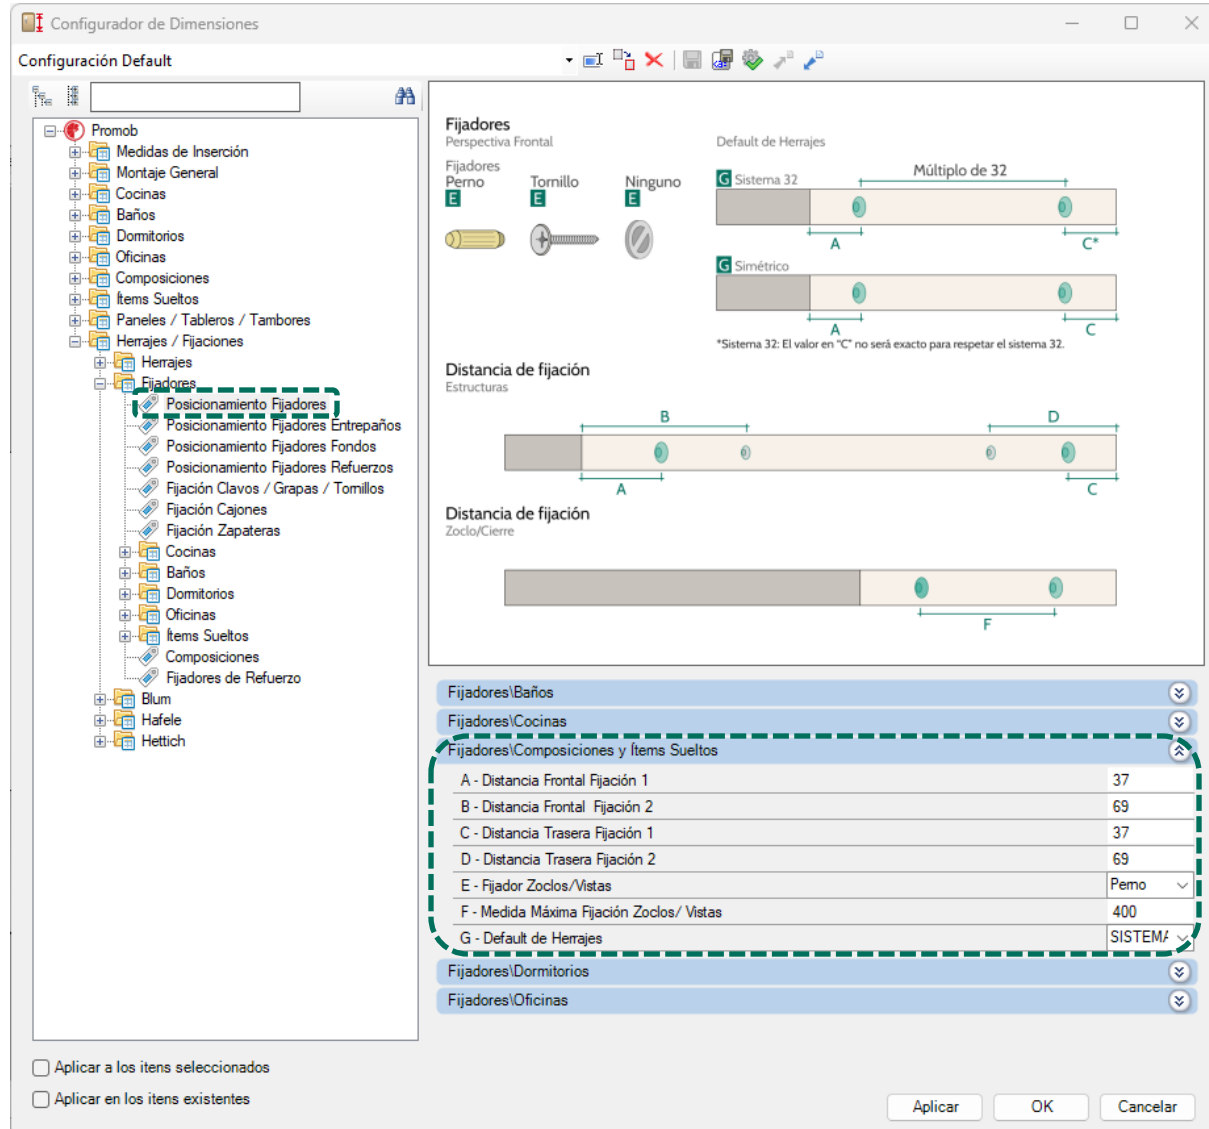 Configurador de Dimensiones
Configuración Default
Promob
Medidas de Inserción
Montaje General
Cocinas
Baños
Dormitorios
Oficinas
Composiciones
Ítems Sueltos
Paneles / Tableros / Tambores
Herrajes / Fijaciones
Herrajes
Fijadores
Posicionamiento Fijadores
Posicionamiento Fijadores Entrepaños
Posicionamiento Fijadores Fondos
Posicionamiento Fijadores Refuerzos
Fijación Clavos / Grapas / Tornillos
Fijación Cajones
Fijación Zapateras
Cocinas
Baños
Dormitorios
Oficinas
Ítems Sueltos
Composiciones
Fijadores de Refuerzo
Blum
Hafele
Hettich
Fijadores
Perspectiva Frontal
Fijadores
Perno Tornillo Ninguno
E E E
Default de Herrajes
G Sistema 32
Múltiplo de 32
A C*
G Simétrico
A C
*Sistema 32: El valor en "C" no será exacto para respetar el sistema 32.
Distancia de fijación
Estructuras
B D
A C
Distancia de fijación
Zoclo/Cierre
F
Fijadores\Baños
Fijadores\Cocinas
Fijadores\Composiciones y Ítems Sueltos
A - Distancia Frontal Fijación 1 37
B - Distancia Frontal Fijación 2 69
C - Distancia Trasera Fijación 1 37
D - Distancia Trasera Fijación 2 69
E - Fijador Zoclos/Vistas Perno
F - Medida Máxima Fijación Zoclos/ Vistas 400
G - Default de Herrajes SISTEMA
Fijadores\Dormitorios
Fijadores\Oficinas
Aplicar a los itens seleccionados
Aplicar en los itens existentes
Aplicar OK Cancelar